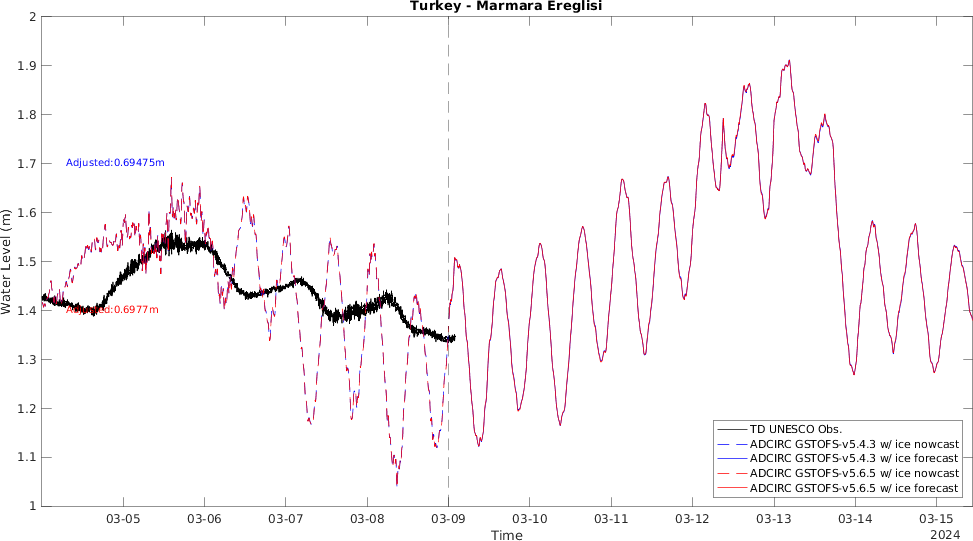 Turkey - Marmara Ereglisi
Water Level (m)
2
1.9
1.8
1.7
1.6
1.5
1.4
1.3
1.2
1.1
1
Adjusted:0.69475m
Adjusted:0.6977m
TD UNESCO Obs.
ADCIRC GSTOFS-v5.4.3 w/ ice nowcast
ADCIRC GSTOFS-v5.4.3 w/ ice forecast
ADCIRC GSTOFS-v5.6.5 w/ ice nowcast
ADCIRC GSTOFS-v5.6.5 w/ ice forecast
03-05 03-06 03-07 03-08 03-09 03-10 03-11 03-12 03-13 03-14 03-15
Time
2024